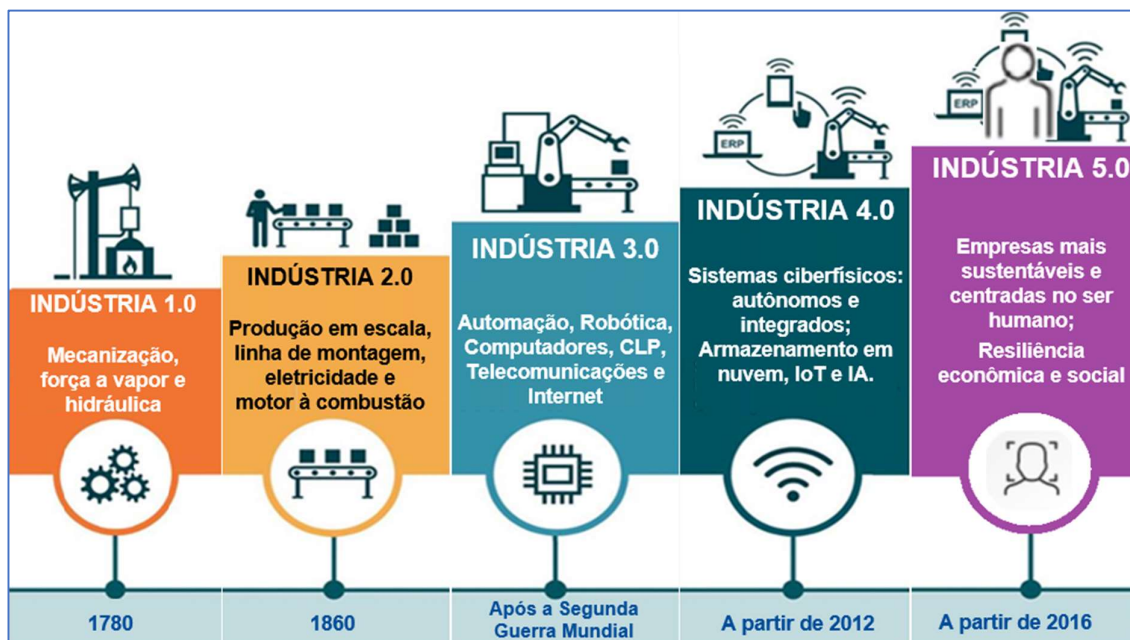 INDÚSTRIA 1.0
Mecanização,
força a vapor e
hidráulica
1780
INDÚSTRIA 2.0
Produção em escala,
linha de montagem,
eletricidade e
motor à combustão
1860
INDÚSTRIA 3.0
Automação, Robótica,
Computadores, CLP,
Telecomunicações e
Internet
Após a Segunda
Guerra Mundial
ERP
INDÚSTRIA 4.0
Sistemas ciberfísicos:
autônomos e
integrados;
Armazenamento em
nuvem, IoT e IA.
A partir de 2012
ERP
INDÚSTRIA 5.0
Empresas mais
sustentáveis e
centradas no ser
humano;
Resiliência
econômica e social
A partir de 2016